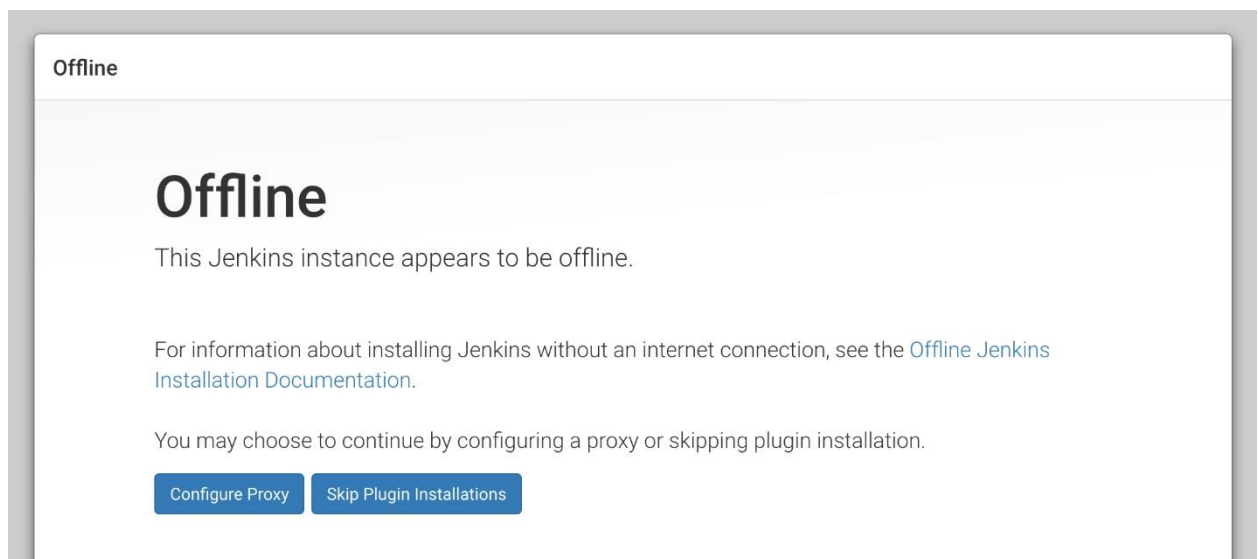 Offline
Offline
This Jenkins instance appears to be offline.
For information about installing Jenkins without an internet connection, see the Offline Jenkins
Installation Documentation.
You may choose to continue by configuring a proxy or skipping plugin installation.
Configure Proxy Skip Plugin Installations